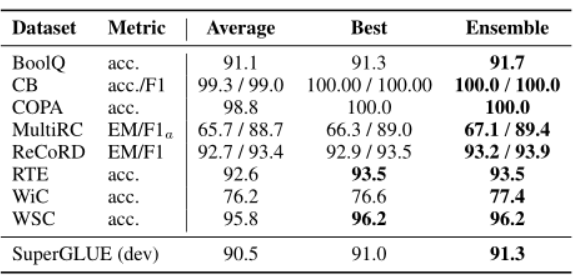 Dataset Metric Average Best Ensemble
BoolQ acc. 91.1 91.3 91.7
CB acc./F1 99.3 / 99.0 100.00 / 100.00 100.0 / 100.0
COPA acc. 98.8 100.0 100.0
MultiRC EM/F1ₐ 65.7 / 88.7 66.3 / 89.0 67.1 / 89.4
ReCoRD EM/F1 92.7 / 93.4 92.9 / 93.5 93.2 / 93.9
RTE acc. 92.6 93.5 93.5
WiC acc. 76.2 76.6 77.4
WSC acc. 95.8 96.2 96.2
SuperGLUE (dev) 90.5 91.0 91.3